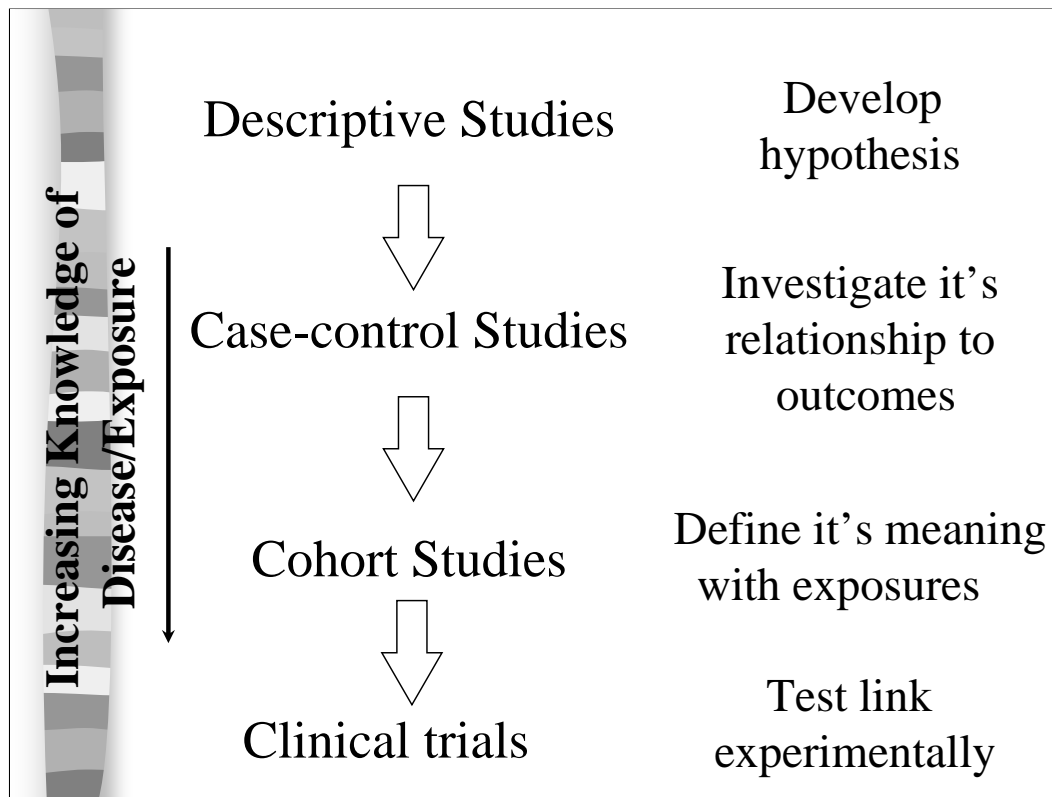 Increasing Knowledge of
Disease/Exposure
Descriptive Studies
Develop
hypothesis
Case-control Studies
Investigate it’s
relationship to
outcomes
Cohort Studies
Define it’s meaning
with exposures
Clinical trials
Test link
experimentally